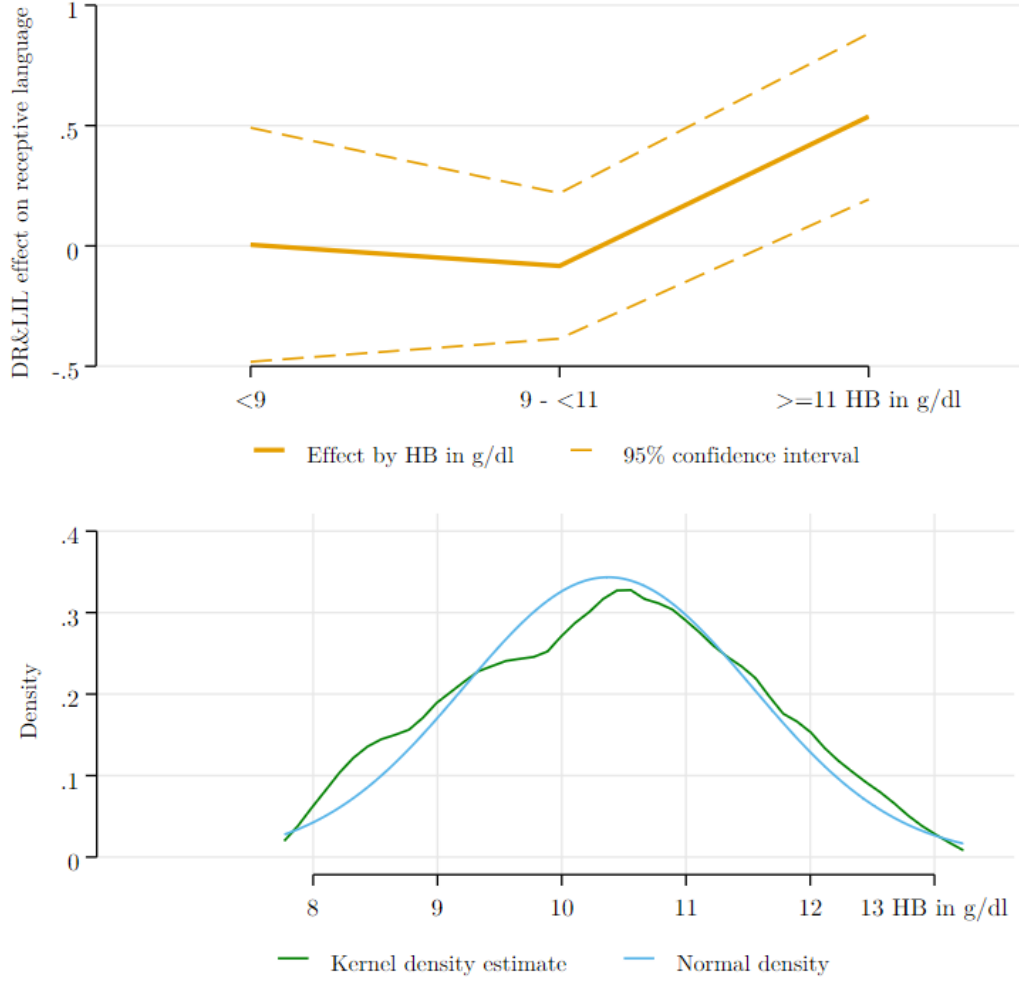 DR&LIL effect on receptive language
1
.5
0
-.5
<9 9 - <11 >=11 HB in g/dl
Effect by HB in g/dl 95% confidence interval
Density
.4
.3
.2
.1
0
8 9 10 11 12 13 HB in g/dl
Kernel density estimate Normal density